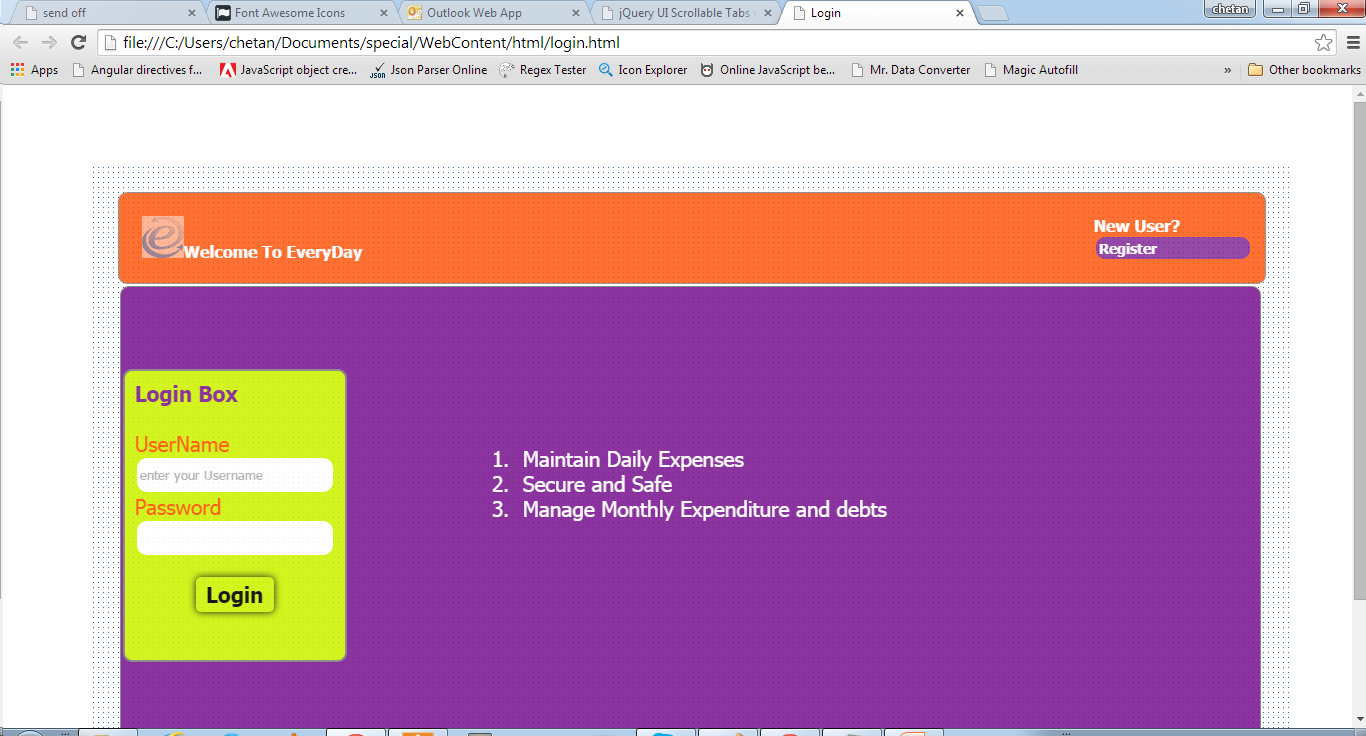 send off
Font Awesome Icons
Outlook Web App
jQuery UI Scrollable Tabs
Login
chetan
file:///C:/Users/chetan/Documents/special/WebContent/html/login.html
Apps
Angular directives f...
JavaScript object cre...
Json Parser Online
Regex Tester
Icon Explorer
Online JavaScript be...
Mr. Data Converter
Magic Autofill
»
Other bookmarks
Welcome To EveryDay
New User?
Register
Login Box
UserName
enter your Username
Password
Login
1. Maintain Daily Expenses
2. Secure and Safe
3. Manage Monthly Expenditure and debts